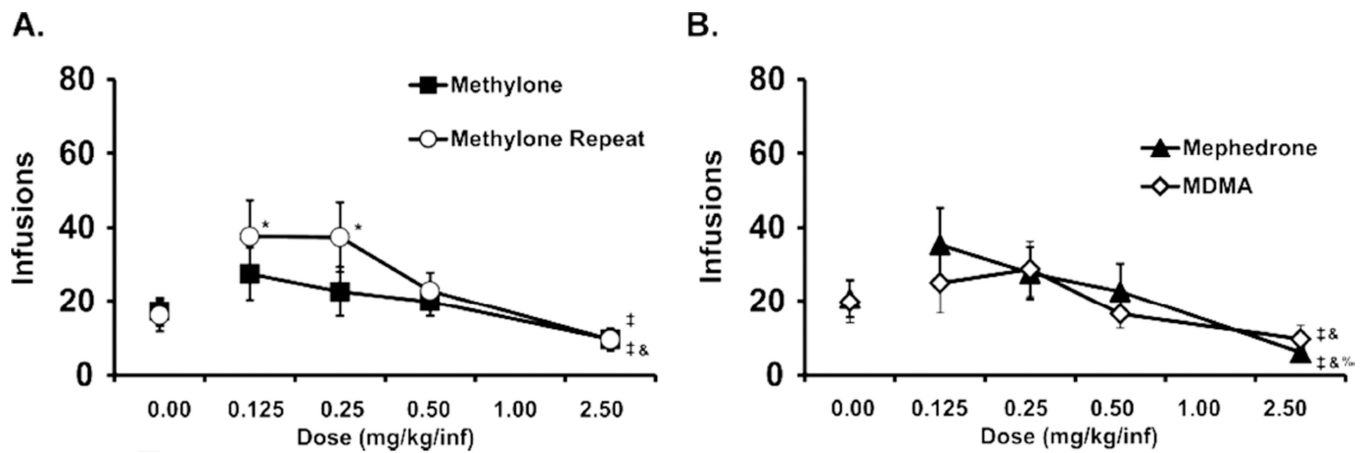 A.
80
60
40
20
0
Infusions
Methylone
Methylone Repeat
*
*
‡
‡ &
0.00 0.125 0.25 0.50 1.00 2.50
Dose (mg/kg/inf)
B.
80
60
40
20
0
Infusions
Mephedrone
MDMA
‡ &
‡ & ‰
0.00 0.125 0.25 0.50 1.00 2.50
Dose (mg/kg/inf)